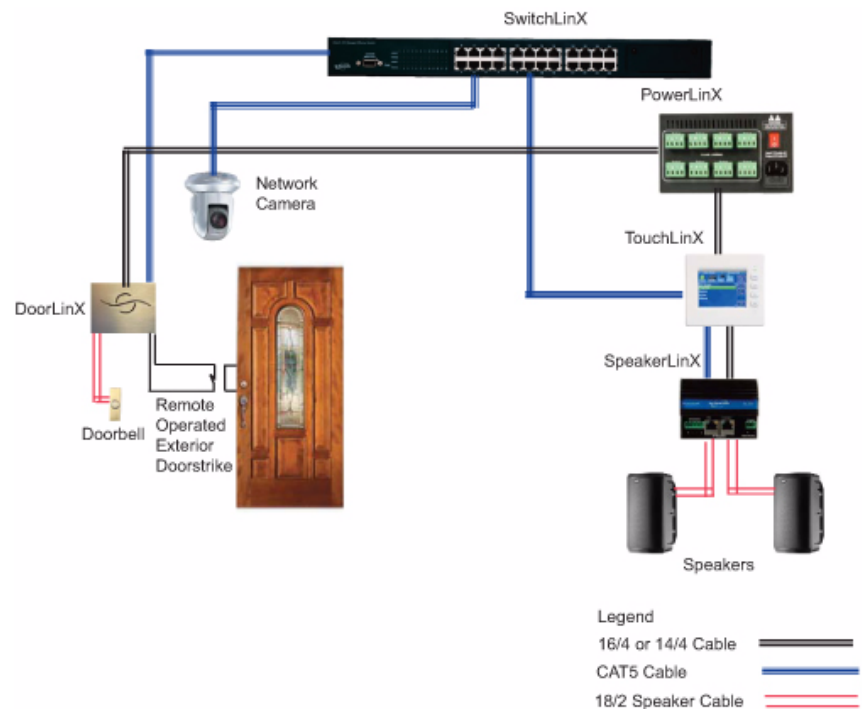 SwitchLinX
PowerLinX
Network
Camera
TouchLinX
DoorLinX
SpeakerLinX
Doorbell
Remote
Operated
Exterior
Doorstrike
Speakers
Legend
16/4 or 14/4 Cable
CAT5 Cable
18/2 Speaker Cable